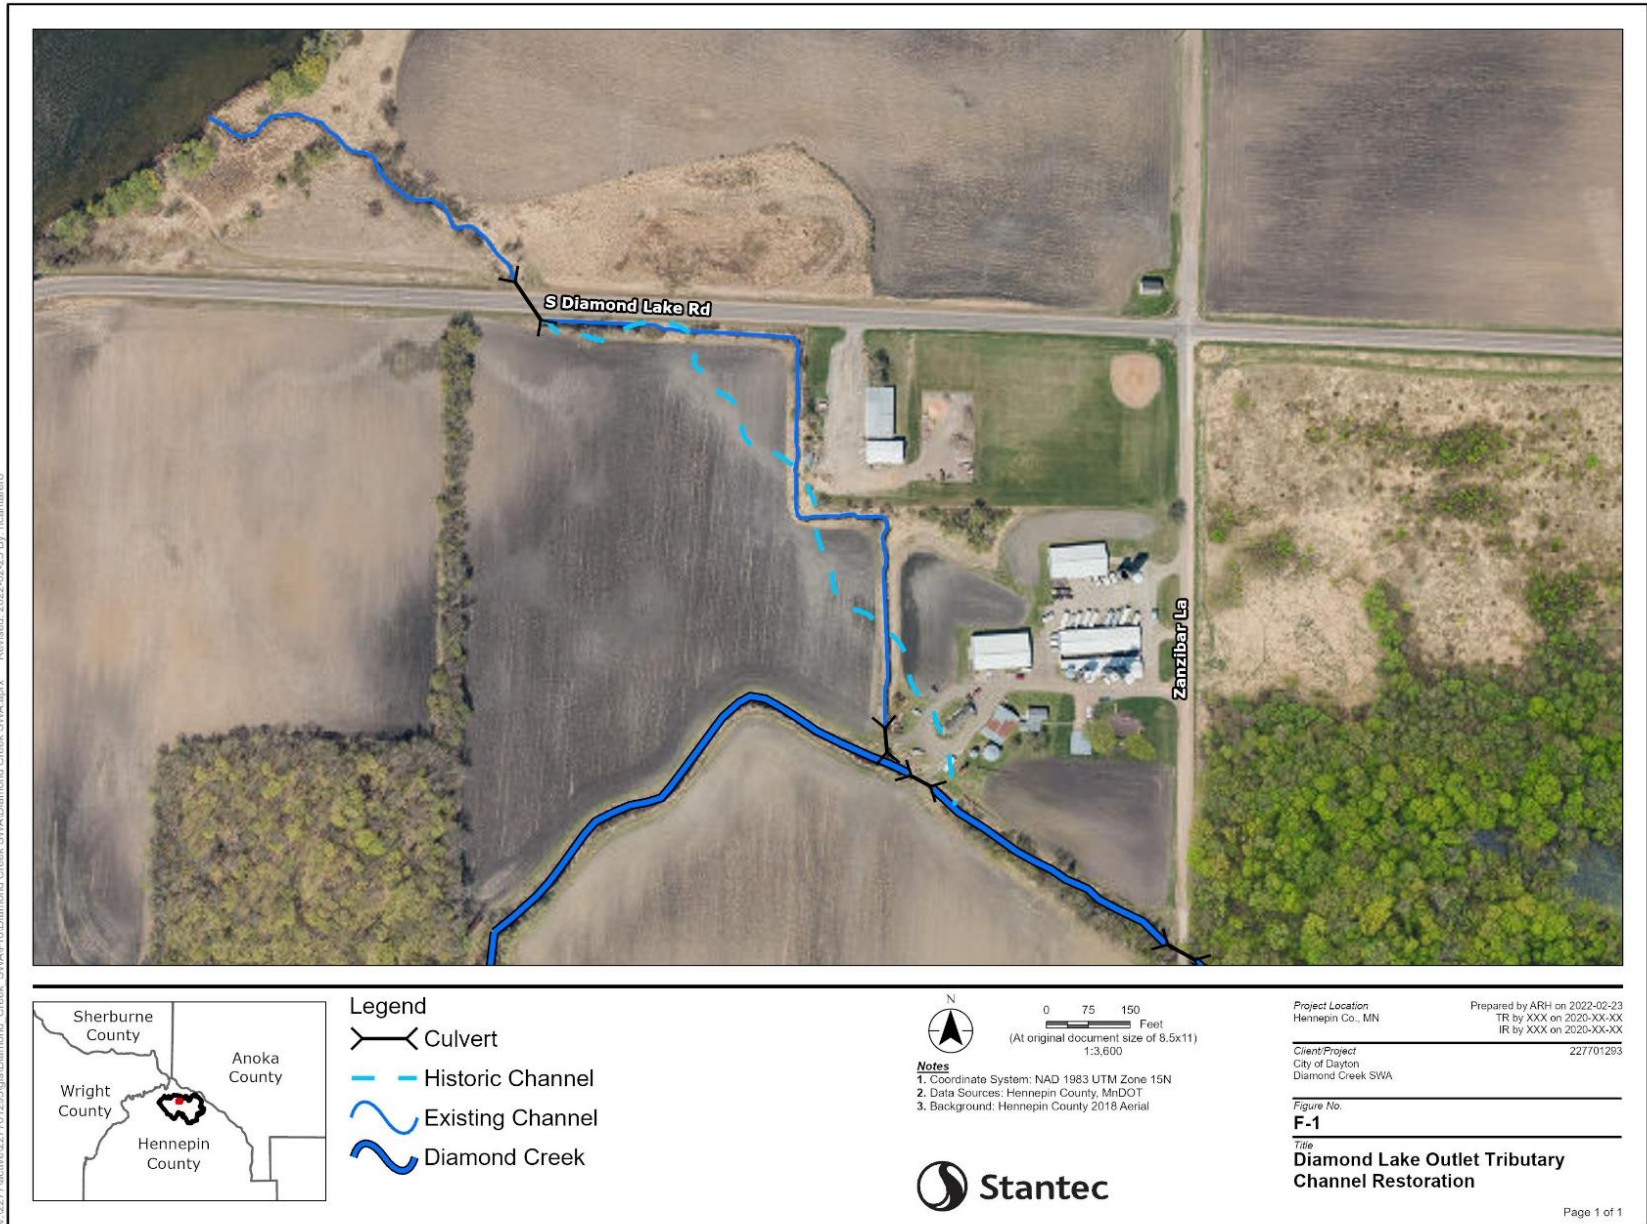 S Diamond Lake Rd
Zanzibar La
Sherburne
County
Anoka
County
Wright
County
Hennepin
County
Legend
Culvert
Historic Channel
Existing Channel
Diamond Creek
N
0 75 150
Feet
(At original document size of 8.5x11)
1:3,600
Notes
1. Coordinate System: NAD 1983 UTM Zone 15N
2. Data Sources: Hennepin County, MnDOT
3. Background: Hennepin County 2018 Aerial
Stantec
Project Location
Hennepin Co., MN
Prepared by ARH on 2022-02-23
TR by XXX on 2020-XX-XX
IR by XXX on 2020-XX-XX
Client/Project
227701293
City of Dayton
Diamond Creek SWA
Figure No.
F-1
Title
Diamond Lake Outlet Tributary
Channel Restoration
Page 1 of 1